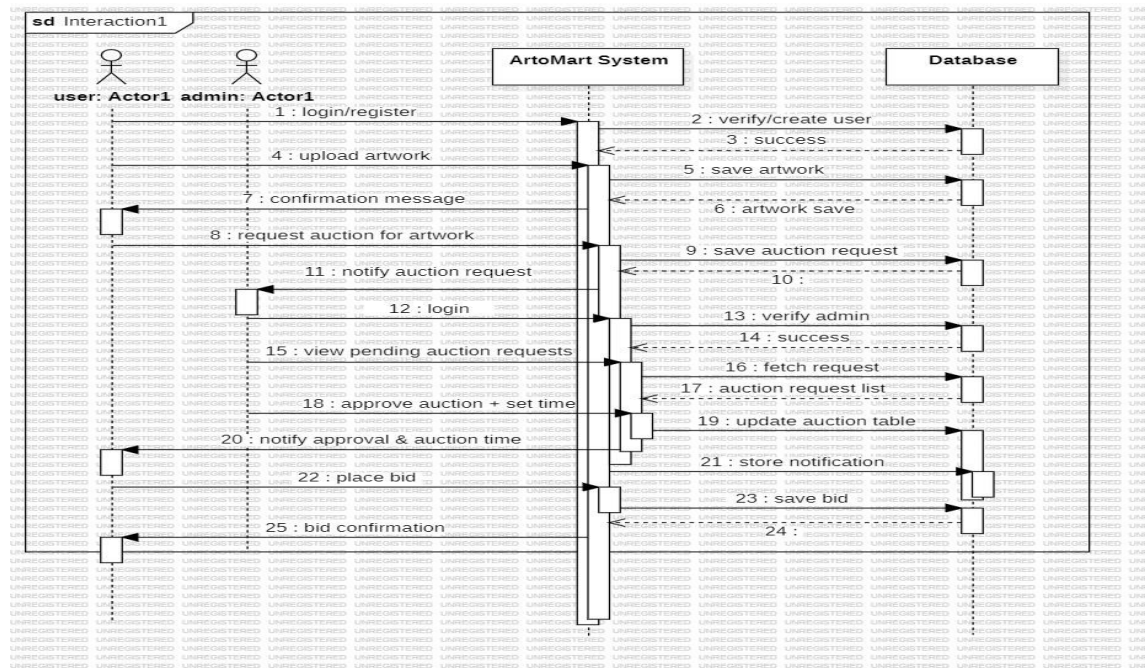 sd Interaction1
ArtoMart System
Database
user: Actor1 admin: Actor1
1 : login/register
2 : verify/create user
3 : success
4 : upload artwork
5 : save artwork
7 : confirmation message
6 : artwork save
8 : request auction for artwork
9 : save auction request
11 : notify auction request
10 :
12 : login
13 : verify admin
14 : success
15 : view pending auction requests
16 : fetch request
17 : auction request list
18 : approve auction + set time
19 : update auction table
20 : notify approval & auction time
21 : store notification
22 : place bid
23 : save bid
25 : bid confirmation
24 :
UNREGISTERED